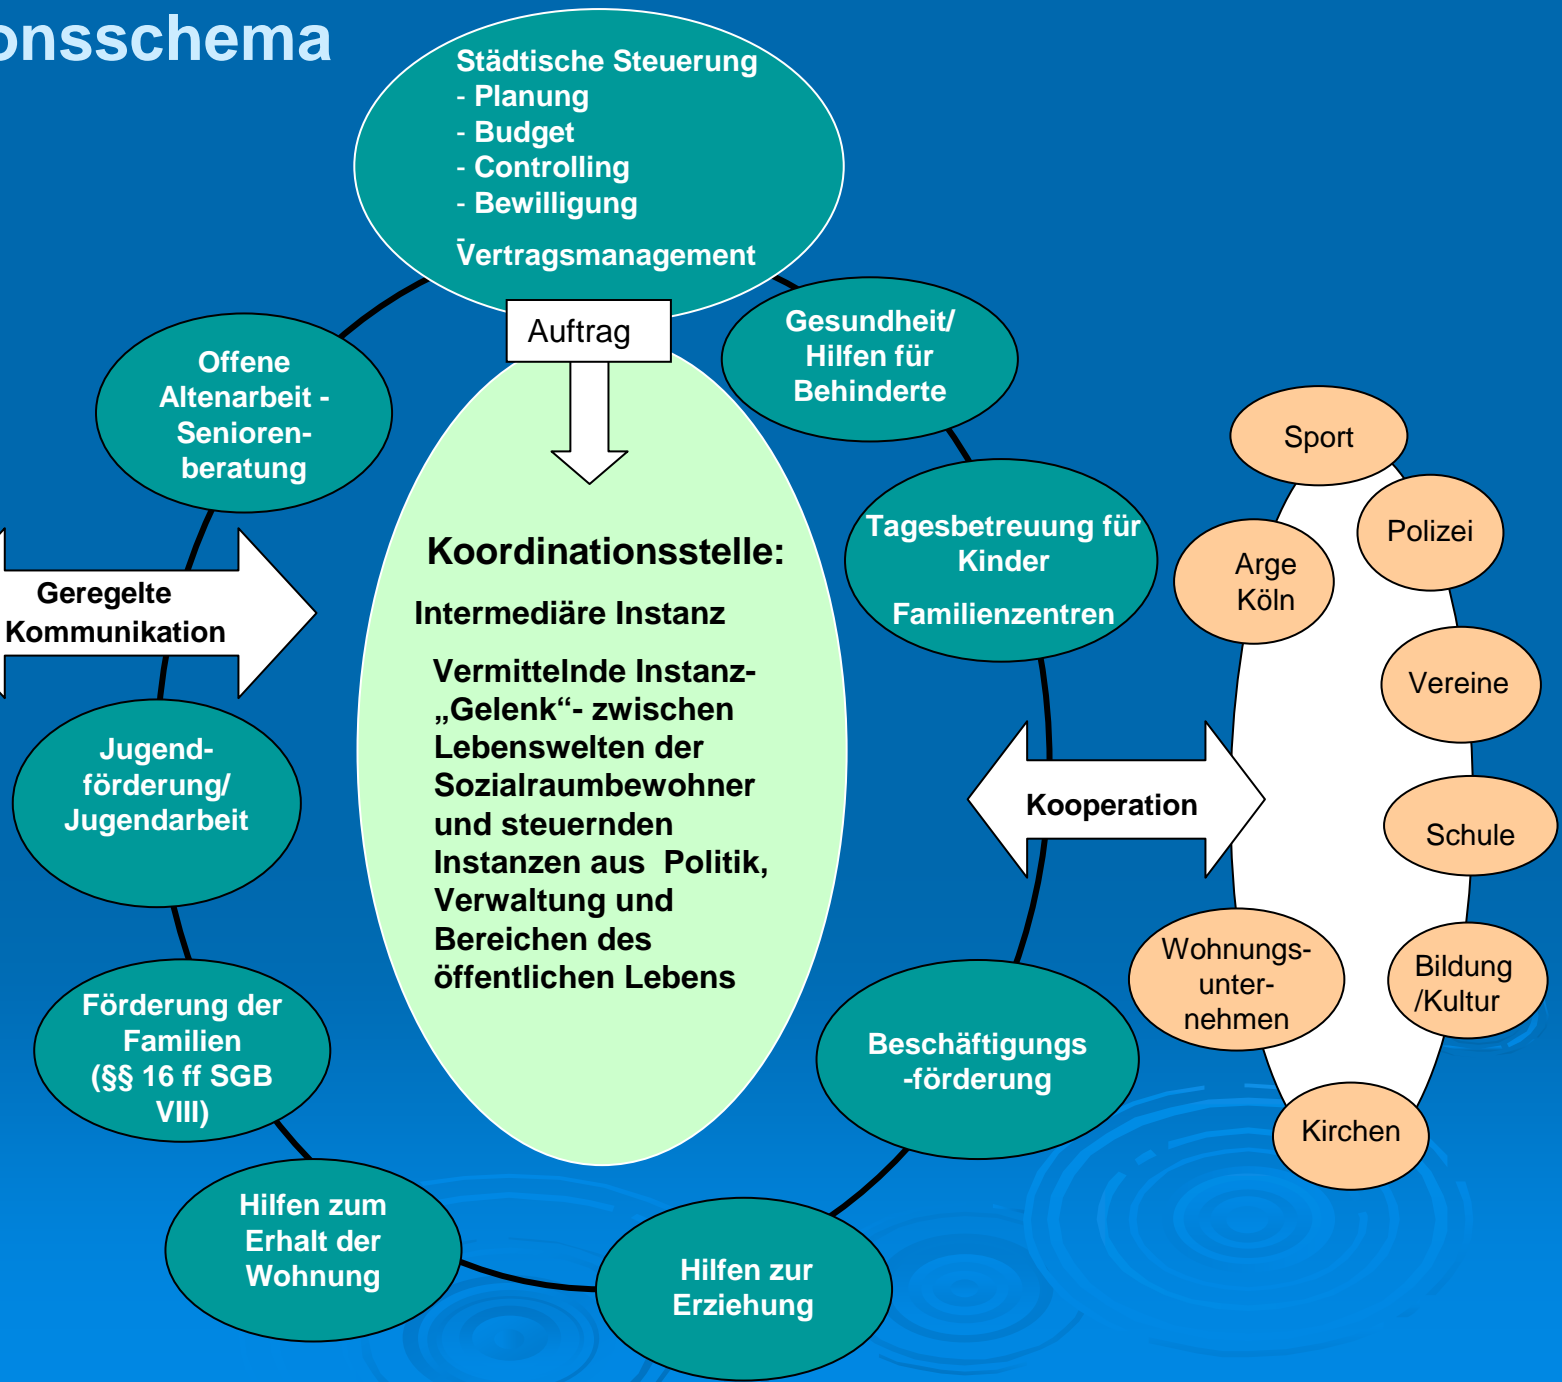 onsschema
Städtische Steuerung
- Planung
- Budget
- Controlling
- Bewilligung
-
Vertragsmanagement
Auftrag
Gesundheit/
Hilfen für
Behinderte
Offene
Altenarbeit -
Senioren-
beratung
Tagesbetreuung für
Kinder
Familienzentren
Geregelte
Kommunikation
Koordinationsstelle:
Intermediäre Instanz
Vermittelnde Instanz-
„Gelenk“- zwischen
Lebenswelten der
Sozialraumbewohner
und steuernden
Instanzen aus  Politik,
Verwaltung und
Bereichen des
öffentlichen Lebens
Jugend-
förderung/
Jugendarbeit
Kooperation
Förderung der
Familien
(§§ 16 ff SGB
VIII)
Beschäftigungs
-förderung
Hilfen zum
Erhalt der
Wohnung
Hilfen zur
Erziehung
Sport
Polizei
Arge
Köln
Vereine
Schule
Wohnungs-
unter-
nehmen
Bildung
/Kultur
Kirchen